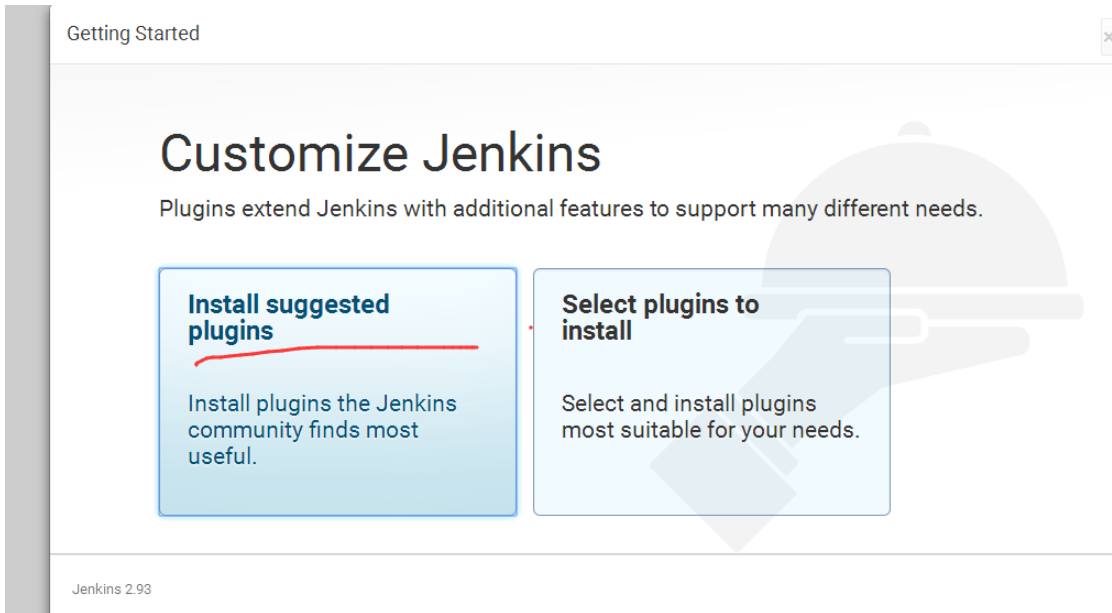 Getting Started
Customize Jenkins
Plugins extend Jenkins with additional features to support many different needs.
Install suggested
plugins
Install plugins the Jenkins
community finds most
useful.
Select plugins to
install
Select and install plugins
most suitable for your needs.
Jenkins 2.93